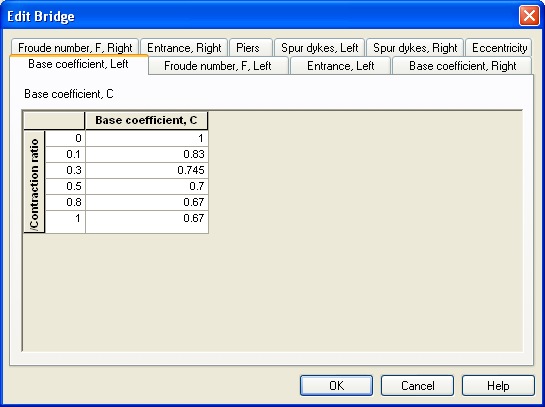 Edit Bridge
Froude number, F, Right Entrance, Right Piers Spur dykes, Left Spur dykes, Right Eccentricity
Base coefficient, Left Froude number, F, Left Entrance, Left Base coefficient, Right
Base coefficient, C
Base coefficient, C
/Contraction ratio
0 1
0.1 0.83
0.3 0.745
0.5 0.7
0.8 0.67
1 0.67
OK Cancel Help